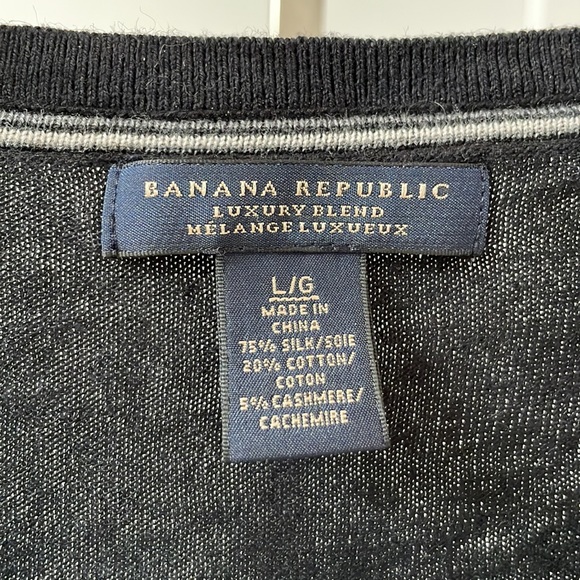 BANANA REPUBLIC
LUXURY BLEND
MELANGE LUXUEUX
L/G
MADE IN
CHINA
75% SILK/SOIE
20% COTTON/
COTON
5% CASHMERE/
CACHEMIRE